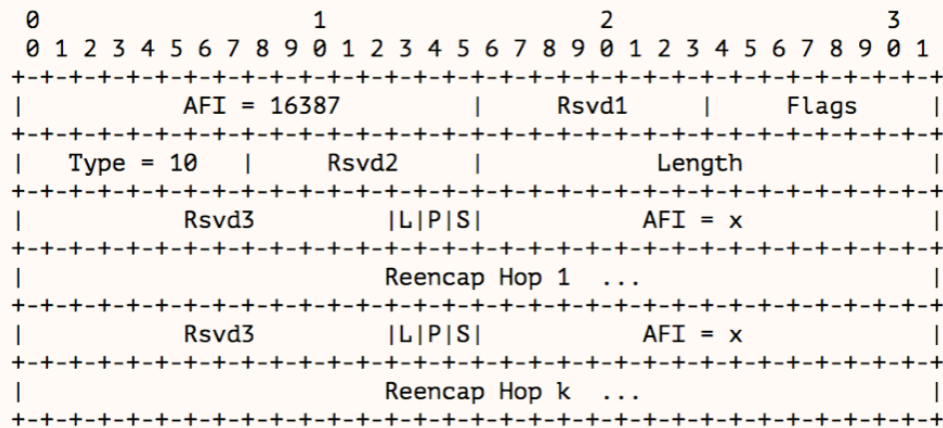 0                   1                   2                   3
 0 1 2 3 4 5 6 7 8 9 0 1 2 3 4 5 6 7 8 9 0 1 2 3 4 5 6 7 8 9 0 1
+-+-+-+-+-+-+-+-+-+-+-+-+-+-+-+-+-+-+-+-+-+-+-+-+-+-+-+-+-+-+-+-+
|           AFI = 16387         |     Rsvd1     |     Flags     |
+-+-+-+-+-+-+-+-+-+-+-+-+-+-+-+-+-+-+-+-+-+-+-+-+-+-+-+-+-+-+-+-+
|   Type = 10   |     Rsvd2     |            Length             |
+-+-+-+-+-+-+-+-+-+-+-+-+-+-+-+-+-+-+-+-+-+-+-+-+-+-+-+-+-+-+-+-+
|           Rsvd3         |L|P|S|           AFI = x             |
+-+-+-+-+-+-+-+-+-+-+-+-+-+-+-+-+-+-+-+-+-+-+-+-+-+-+-+-+-+-+-+-+
|                         Reencap Hop 1  ...                    |
+-+-+-+-+-+-+-+-+-+-+-+-+-+-+-+-+-+-+-+-+-+-+-+-+-+-+-+-+-+-+-+-+
|           Rsvd3         |L|P|S|           AFI = x             |
+-+-+-+-+-+-+-+-+-+-+-+-+-+-+-+-+-+-+-+-+-+-+-+-+-+-+-+-+-+-+-+-+
|                         Reencap Hop k  ...                    |
+-+-+-+-+-+-+-+-+-+-+-+-+-+-+-+-+-+-+-+-+-+-+-+-+-+-+-+-+-+-+-+-+